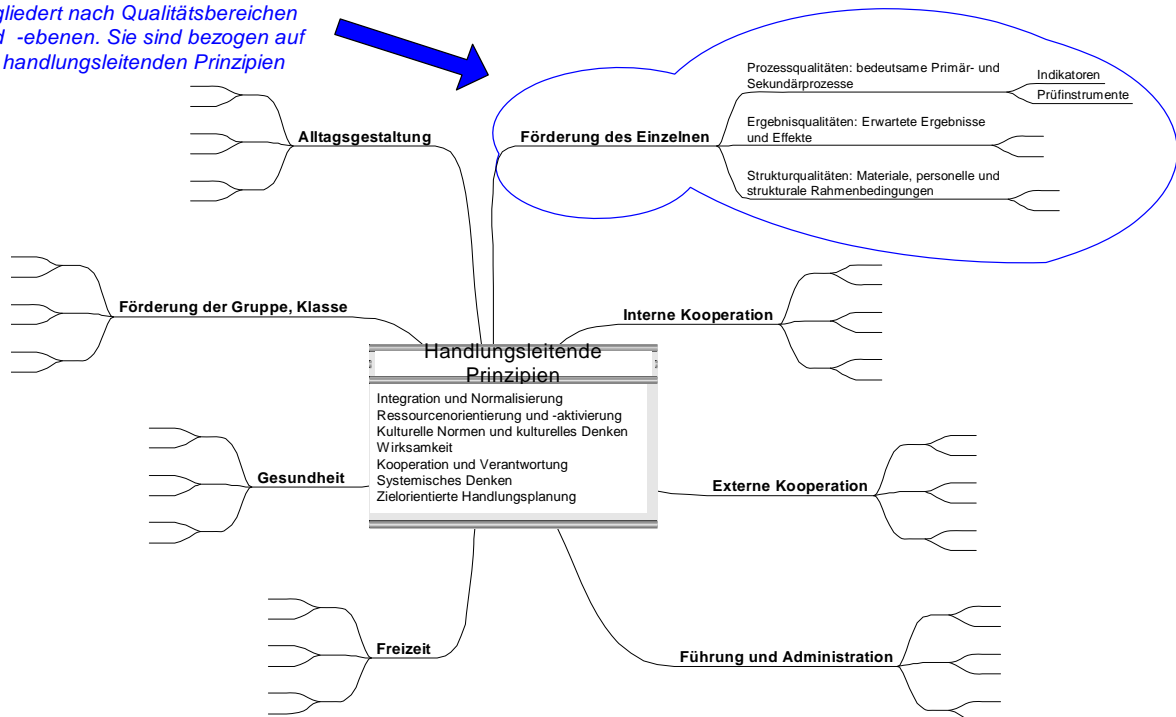 gliedert nach Qualitätsbereichen
-ebenen. Sie sind bezogen auf
handlungsleitenden Prinzipien
Prozessqualitäten: bedeutsame Primär- und
Sekundärprozesse
Indikatoren
Prüfinstrumente
Alltagsgestaltung
Förderung des Einzelnen
Ergebnisqualitäten: Erwartete Ergebnisse
und Effekte
Strukturqualitäten: Materiale, personelle und
strukturale Rahmenbedingungen
Förderung der Gruppe, Klasse
Interne Kooperation
Handlungsleitende
Prinzipien
Integration und Normalisierung
Ressourcenorientierung und -aktivierung
Kulturelle Normen und kulturelles Denken
Wirksamkeit
Kooperation und Verantwortung
Systemisches Denken
Zielorientierte Handlungsplanung
Gesundheit
Externe Kooperation
Freizeit
Führung und Administration